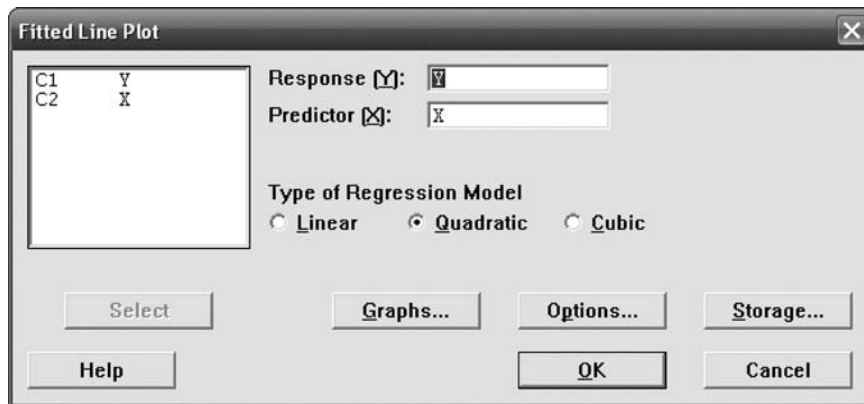 Fitted Line Plot
C1 Y
C2 X
Response (Y): Y
Predictor (X): X
Type of Regression Model
Linear Quadratic Cubic
Select Graphs... Options... Storage...
Help OK Cancel